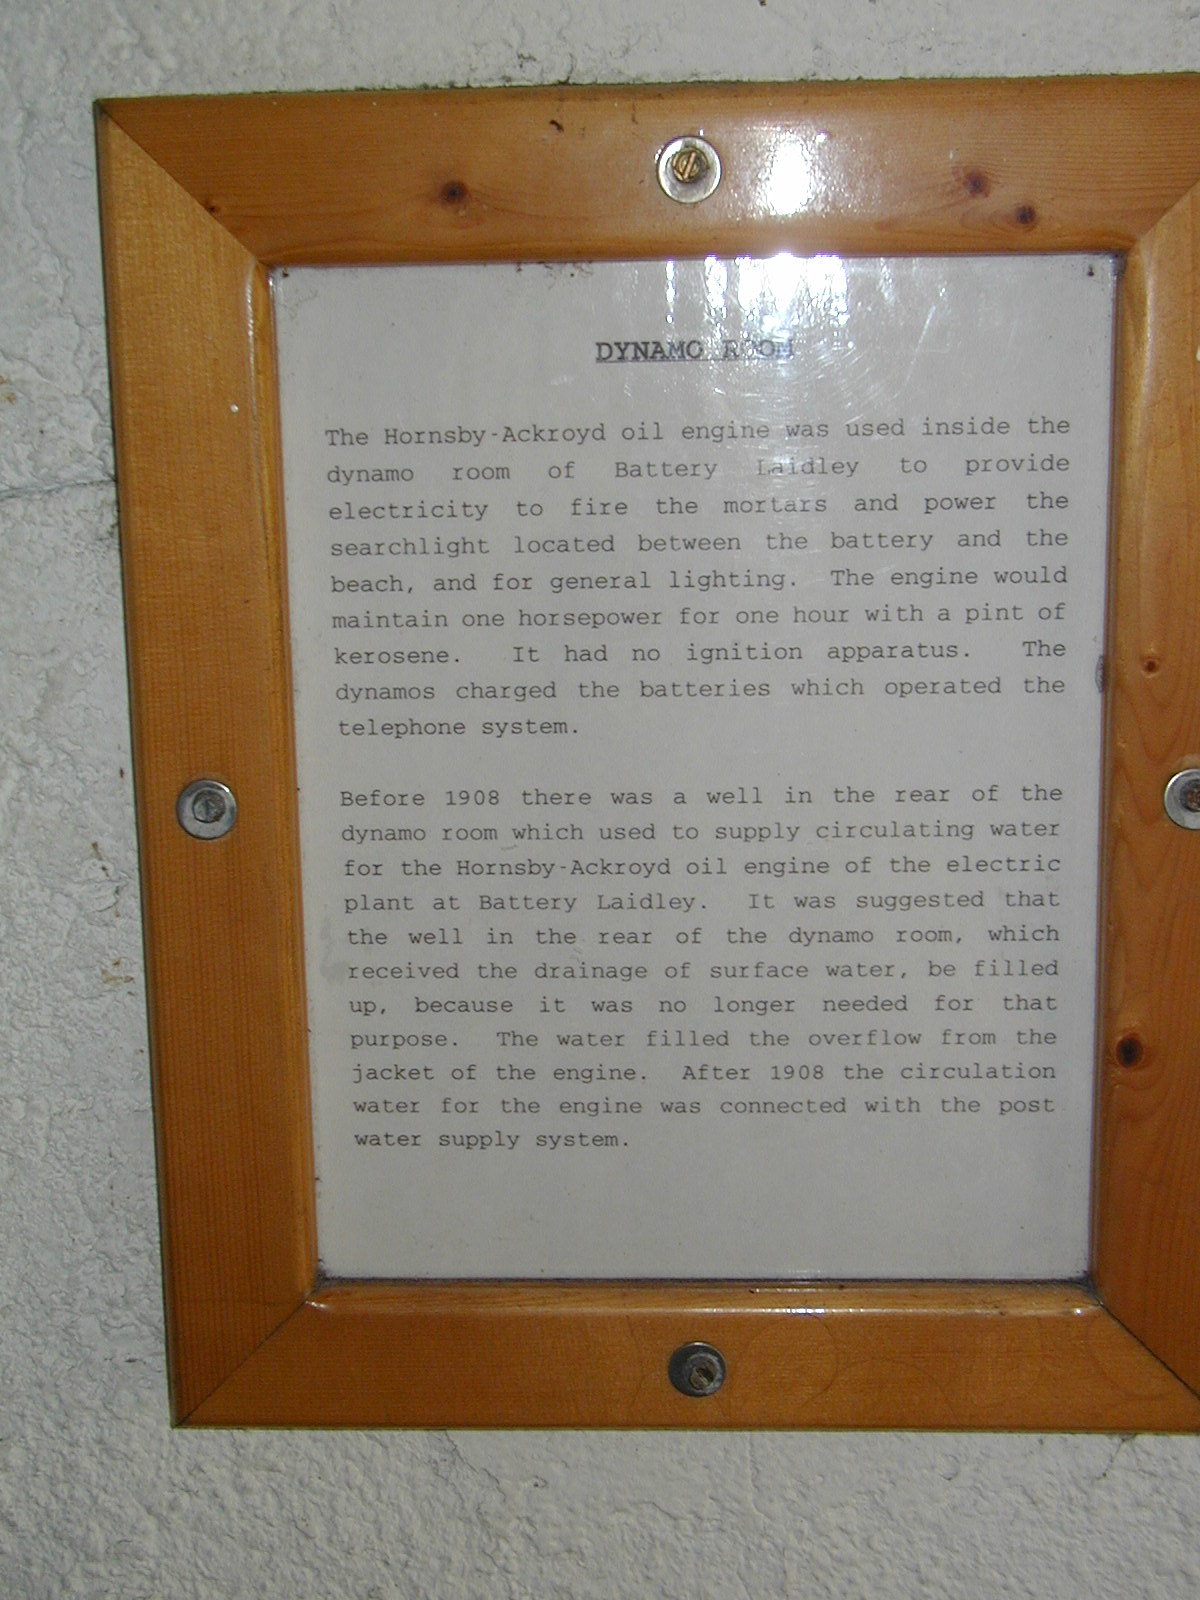 DYNAMO ROOM
The Hornsby-Ackroyd oil engine was used inside the
dynamo room of Battery Laidley to provide
electricity to fire the mortars and power the
searchlight located between the battery and the
beach, and for general lighting. The engine would
maintain one horsepower for one hour with a pint of
kerosene. It had no ignition apparatus. The
dynamos charged the batteries which operated the
telephone system.
Before 1908 there was a well in the rear of the
dynamo room which used to supply circulating water
for the Hornsby-Ackroyd oil engine of the electric
plant at Battery Laidley. It was suggested that
the well in the rear of the dynamo room, which
received the drainage of surface water, be filled
up, because it was no longer needed for that
purpose. The water filled the overflow from the
jacket of the engine. After 1908 the circulation
water for the engine was connected with the post
water supply system.